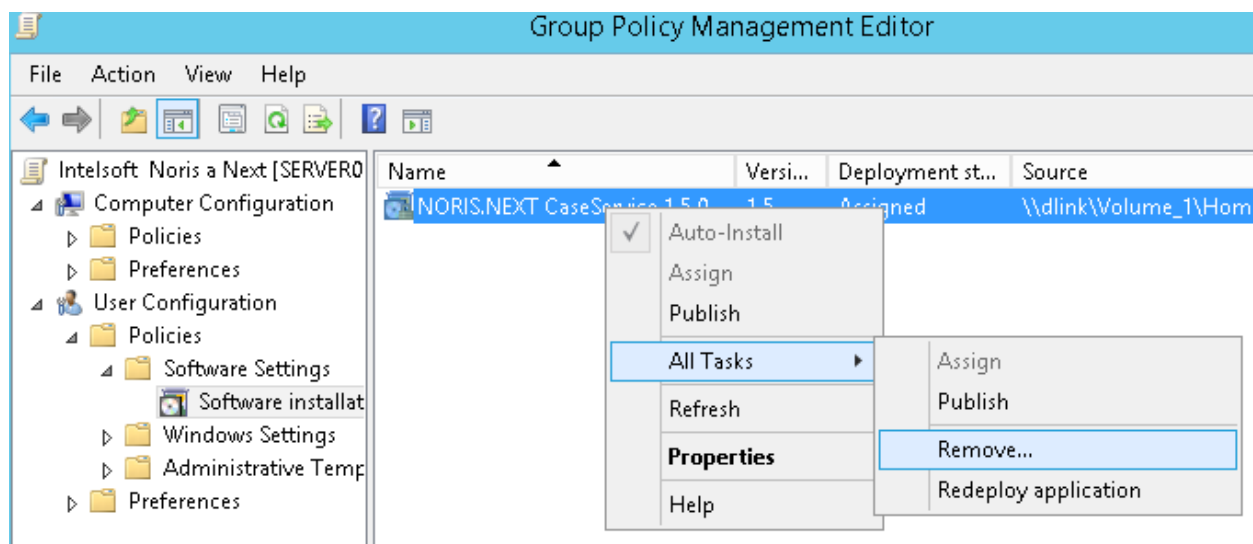 Group Policy Management Editor
File Action View Help
Intelsoft Noris a Next [SERVER0
Computer Configuration
Policies
Preferences
User Configuration
Policies
Software Settings
Software installat
Windows Settings
Administrative Temp
Preferences
Name Versi... Deployment st... Source
NORIS.NEXT CaseService 1.5.0 1.5 Assigned \\dlink\Volume_1\Hom
Auto-Install
Assign
Publish
All Tasks
Refresh
Properties
Help
Assign
Publish
Remove...
Redeploy application